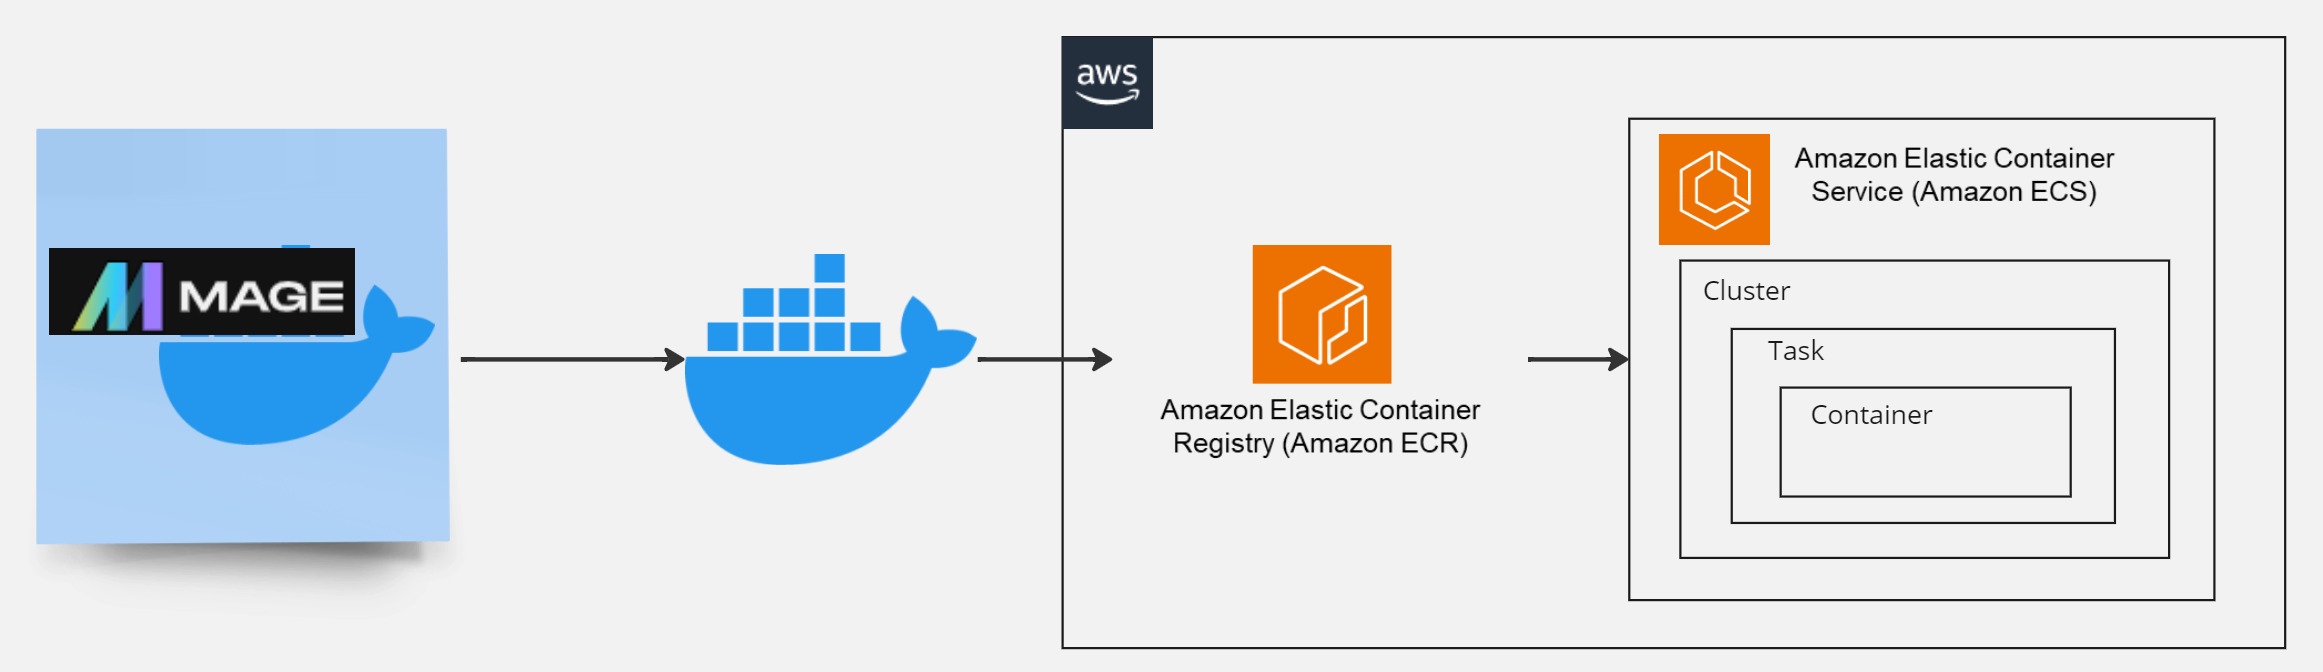 MAGE
aws
Amazon Elastic Container
Registry (Amazon ECR)
Amazon Elastic Container
Service (Amazon ECS)
Cluster
Task
Container